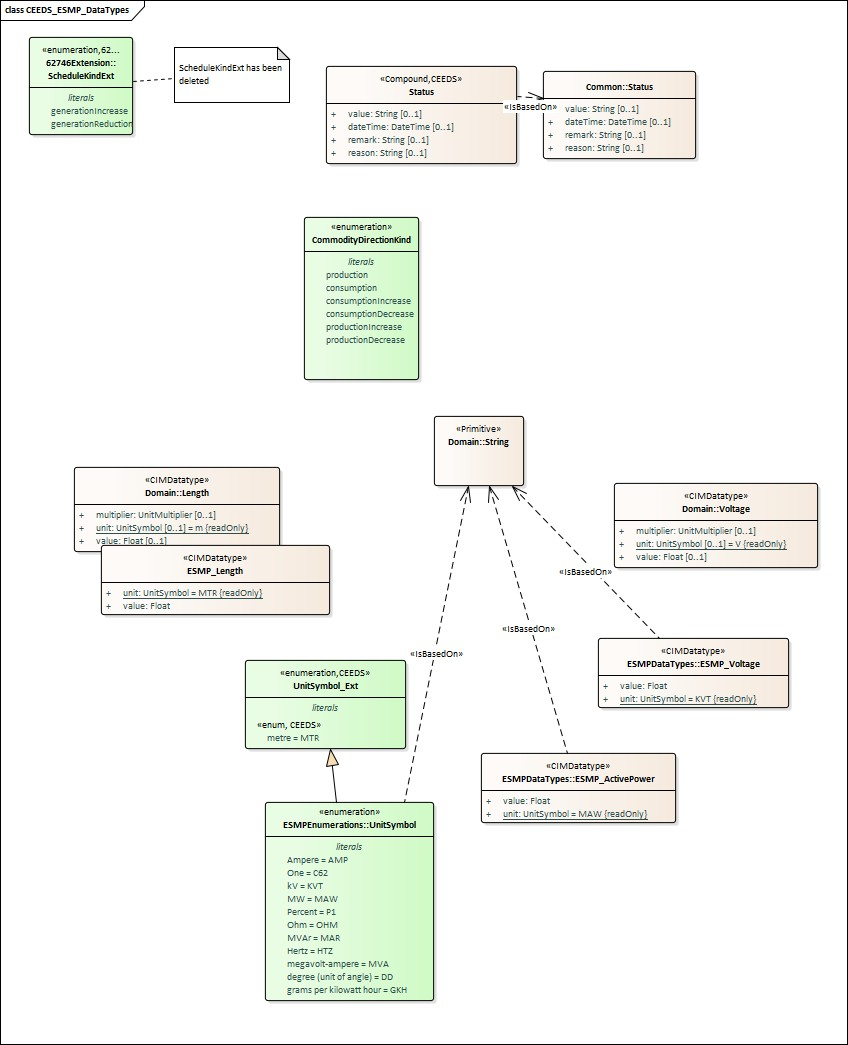 class CEEDS_ESMP_DataTypes
«enumeration,62...
62746Extension::
ScheduleKindExt
literals
generationIncrease
generationReduction
ScheduleKindExt has been
deleted
«Compound,CEEDS»
Status
+ value: String [0..1]
+ dateTime: DateTime [0..1]
+ remark: String [0..1]
+ reason: String [0..1]
«IsBasedOn»
Common::Status
value: String [0..1]
+ dateTime: DateTime [0..1]
+ remark: String [0..1]
+ reason: String [0..1]
«enumeration»
CommodityDirectionKind
literals
production
consumption
consumptionIncrease
consumptionDecrease
productionIncrease
productionDecrease
«Primitive»
Domain::String
«CIMDatatype»
Domain::Length
+ multiplier: UnitMultiplier [0..1]
+ unit: UnitSymbol [0..1] = m {readOnly}
+ value: Float [0..1]
«CIMDatatype»
ESMP_Length
+ unit: UnitSymbol = MTR {readOnly}
+ value: Float
«CIMDatatype»
Domain::Voltage
+ multiplier: UnitMultiplier [0..1]
+ unit: UnitSymbol [0..1] = V {readOnly}
+ value: Float [0..1]
«IsBasedOn»
«IsBasedOn»
«IsBasedOn»
«CIMDatatype»
ESMPDataTypes::ESMP_Voltage
+ value: Float
+ unit: UnitSymbol = KVT {readOnly}
«enumeration,CEEDS»
UnitSymbol_Ext
literals
«enum, CEEDS»
metre = MTR
«CIMDatatype»
ESMPDataTypes::ESMP_ActivePower
+ value: Float
+ unit: UnitSymbol = MAW {readOnly}
«enumeration»
ESMPEnumerations::UnitSymbol
literals
Ampere = AMP
One = C62
kV = KVT
MW = MAW
Percent = P1
Ohm = OHM
MVAr = MAR
Hertz = HTZ
megavolt-ampere = MVA
degree (unit of angle) = DD
grams per kilowatt hour = GKH